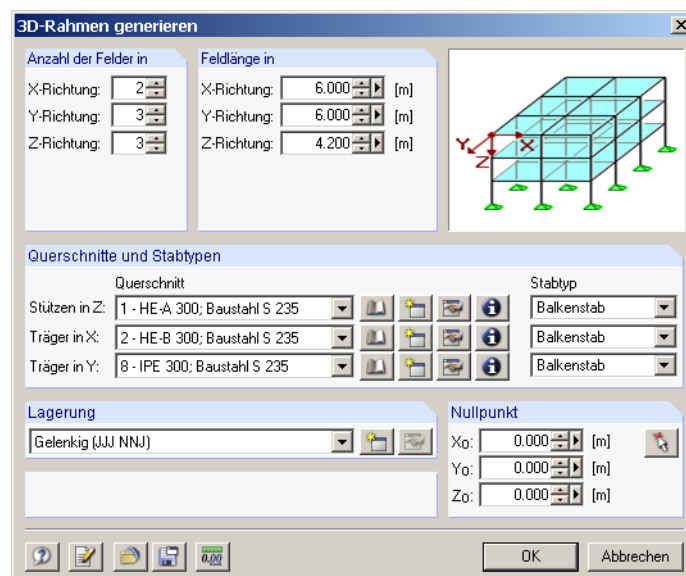 3D-Rahmen generieren
Anzahl der Felder in
X-Richtung: 2
Y-Richtung: 3
Z-Richtung: 3
Feldlänge in
X-Richtung: 6.000 [m]
Y-Richtung: 6.000 [m]
Z-Richtung: 4.200 [m]
Y X
Z
Querschnitte und Stabtypen
Querschnitt Stabtyp
Stützen in Z: 1 - HE-A 300; Baustahl S 235 Balkenstab
Träger in X: 2 - HE-B 300; Baustahl S 235 Balkenstab
Träger in Y: 8 - IPE 300; Baustahl S 235 Balkenstab
Lagerung
Gelenkig (JJJ NNJ)
Nullpunkt
X0: 0.000 [m]
Y0: 0.000 [m]
Z0: 0.000 [m]
0.00
OK Abbrechen